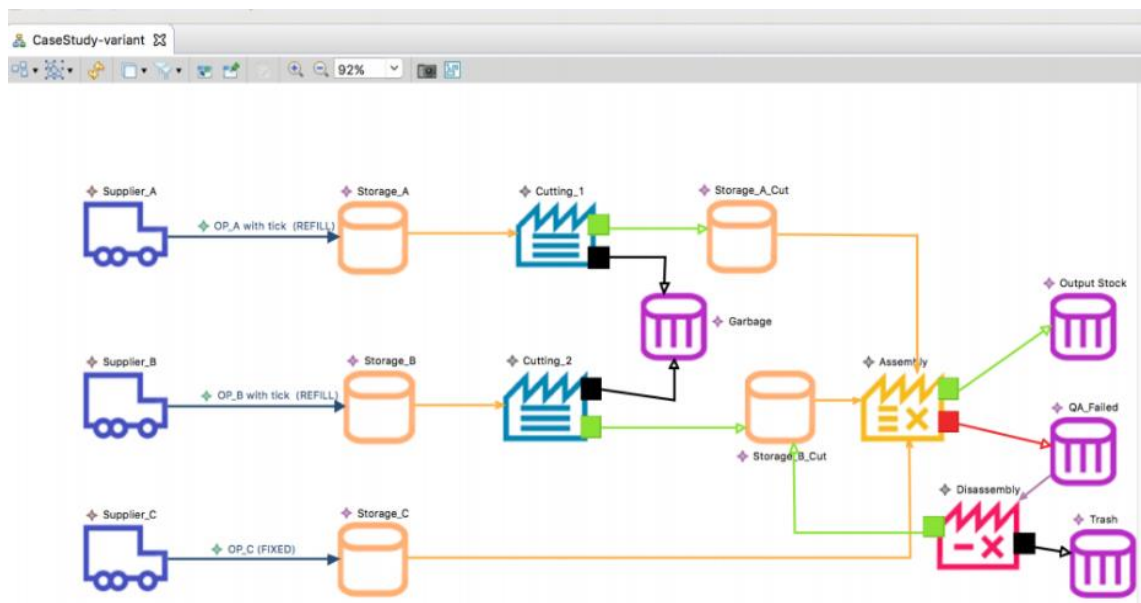 CaseStudy-variant
92%
Supplier_A
OP_A with tick (REFILL)
Storage_A
Cutting_1
Storage_A_Cut
Output Stock
Garbage
Supplier_B
OP_B with tick (REFILL)
Storage_B
Cutting_2
Assembly
QA_Failed
Storage_B_Cut
Disassembly
Supplier_C
OP_C (FIXED)
Storage_C
Trash